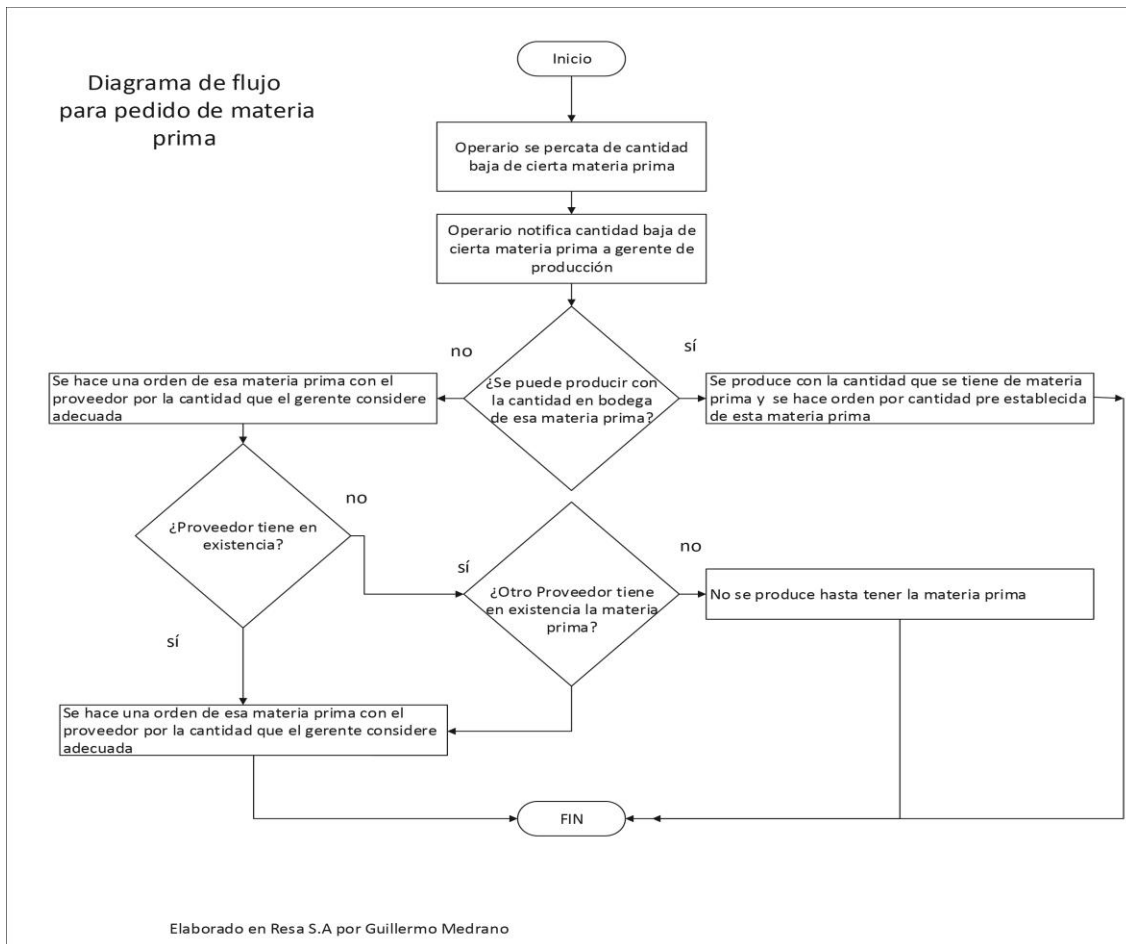 Diagrama de flujo
para pedido de materia
prima
Inicio
Operario se percata de cantidad
baja de cierta materia prima
Operario notifica cantidad baja de
cierta materia prima a gerente de
producción
no
sí
¿Se puede producir con
la cantidad en bodega
de esa materia prima?
Se hace una orden de esa materia prima con el
proveedor por la cantidad que el gerente considere
adecuada
Se produce con la cantidad que se tiene de materia
prima y se hace orden por cantidad pre establecida
de esta materia prima
¿Proveedor tiene en
existencia?
no
sí
sí
¿Otro Proveedor tiene
en existencia la materia
prima?
no
No se produce hasta tener la materia prima
Se hace una orden de esa materia prima con el
proveedor por la cantidad que el gerente considere
adecuada
FIN
Elaborado en Resa S.A por Guillermo Medrano